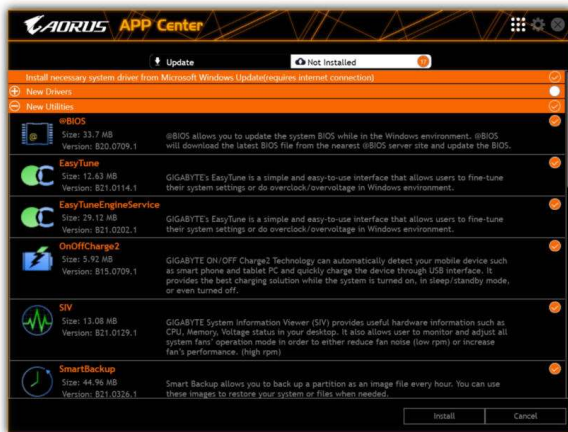 AORUS APP Center
Update
Not Installed
Install necessary system driver from Microsoft Windows Update(requires internet connection)
New Drivers
New Utilities
@BIOS
Size: 33.7 MB
Version: B20.0709.1
@BIOS allows you to update the system BIOS while in the Windows environment. @BIOS
will download the latest BIOS file from the nearest @BIOS server site and update the BIOS.
EasyTune
Size: 12.63 MB
Version: B21.0114.1
GIGABYTE's EasyTune is a simple and easy-to-use interface that allows users to fine-tune
their system settings or do overclock/overvoltage in Windows environment.
EasyTuneEngineService
Size: 29.12 MB
Version: B21.0202.1
GIGABYTE's EasyTune is a simple and easy-to-use interface that allows users to fine-tune
their system settings or do overclock/overvoltage in Windows environment.
OnOffCharge2
Size: 5.92 MB
Version: B15.0709.1
GIGABYTE ON/OFF Charge2 Technology can automatically detect your mobile device such
as smart phone and tablet PC and quickly charge the device through USB interface. It
provides the best charging solution while the system is turned on, in sleep/standby mode,
or even turned off.
SIV
Size: 13.08 MB
Version: B21.0129.1
GIGABYTE System Information Viewer (SIV) provides useful hardware information such as
CPU, Memory, Voltage status in your desktop. It also allows user to monitor and adjust all
system fans' operation mode in order to either reduce fan noise (low rpm) or increase
fan's performance. (high rpm)
SmartBackup
Size: 44.96 MB
Version: B21.0326.1
Smart Backup allows you to back up a partition as an image file every hour. You can use
these images to restore your system or files when needed.
Install
Cancel